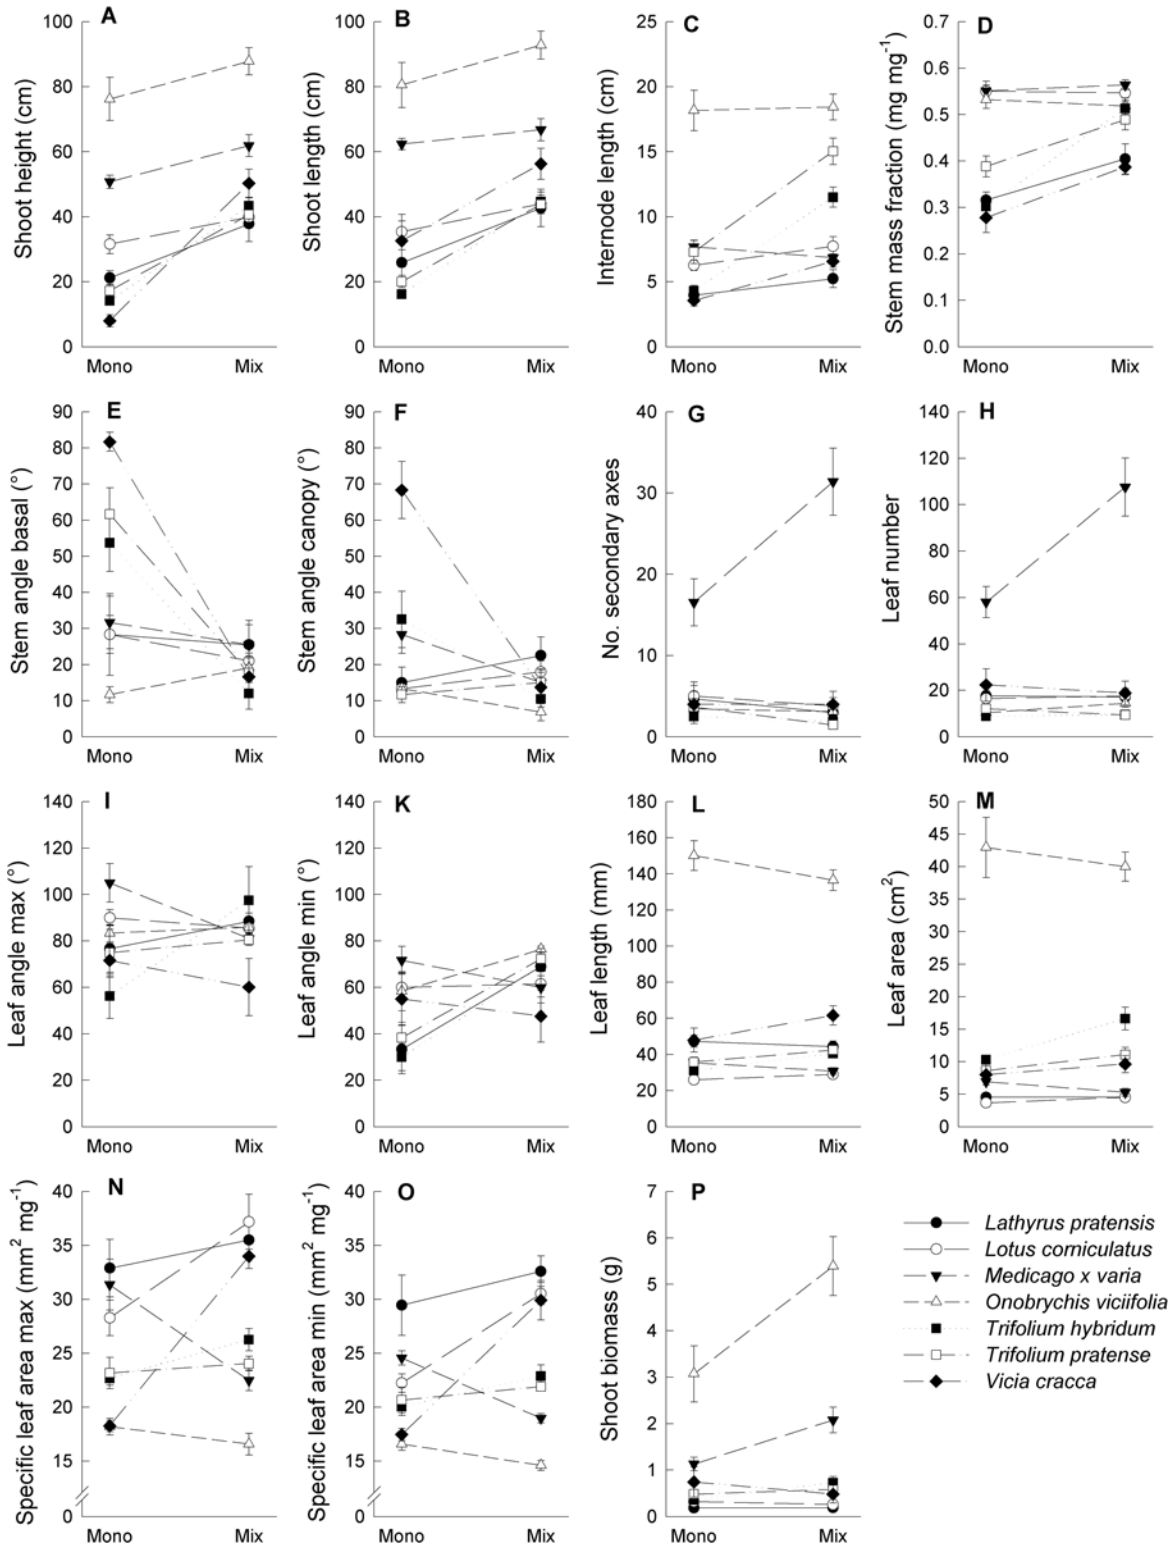 A
B
C
D
Shoot height (cm)
100
80
60
40
20
0
Mono Mix
Shoot length (cm)
100
80
60
40
20
0
Mono Mix
Internode length (cm)
25
20
15
10
5
0
Mono Mix
Stem mass fraction (mg mg⁻¹)
0.7
0.6
0.5
0.4
0.3
0.2
0.1
0.0
Mono Mix
E
F
G
H
Stem angle basal (°)
90
80
70
60
50
40
30
20
10
0
Mono Mix
Stem angle canopy (°)
90
80
70
60
50
40
30
20
10
0
Mono Mix
No. secondary axes
40
30
20
10
0
Mono Mix
Leaf number
140
120
100
80
60
40
20
0
Mono Mix
I
K
L
M
Leaf angle max (°)
140
120
100
80
60
40
20
0
Mono Mix
Leaf angle min (°)
140
120
100
80
60
40
20
0
Mono Mix
Leaf length (mm)
180
160
140
120
100
80
60
40
20
0
Mono Mix
Leaf area (cm²)
50
45
40
35
30
25
20
15
10
5
0
Mono Mix
N
O
P
Specific leaf area max (mm² mg⁻¹)
40
35
30
25
20
15
0
Mono Mix
Specific leaf area min (mm² mg⁻¹)
40
35
30
25
20
15
0
Mono Mix
Shoot biomass (g)
7
6
5
4
3
2
1
0
Mono Mix
Lathyrus pratensis
Lotus corniculatus
Medicago x varia
Onobrychis viciifolia
Trifolium hybridum
Trifolium pratense
Vicia cracca